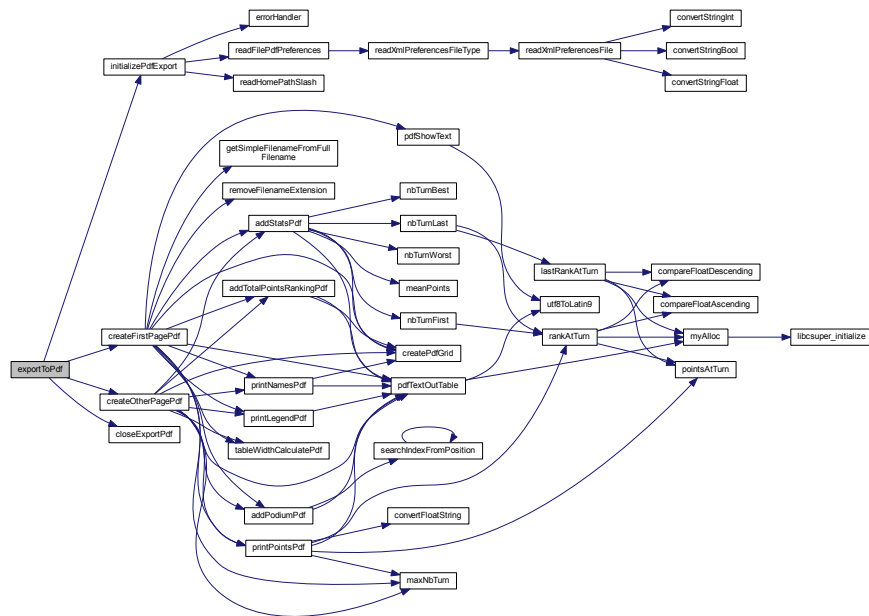 errorHandler
convertStringInt
readFilePdfPreferences
readXmlPreferencesFileType
readXmlPreferencesFile
convertStringBool
initializePdfExport
readHomePathSlash
convertStringFloat
pdfShowText
getSimpleFilenameFromFull
Filename
removeFilenameExtension
nbTurnBest
addStatsPdf
nbTurnLast
nbTurnWorst
lastRankAtTurn
compareFloatDescending
addTotalPointsRankingPdf
meanPoints
utf8ToLatin9
compareFloatAscending
nbTurnFirst
createFirstPagePdf
rankAtTurn
myAlloc
libcsuper_initialize
createPdfGrid
exportToPdf
pointsAtTurn
printNamesPdf
pdfTextOutTable
createOtherPagePdf
printLegendPdf
closeExportPdf
tableWidthCalculatePdf
searchIndexFromPosition
addPodiumPdf
convertFloatString
printPointsPdf
maxNbTurn